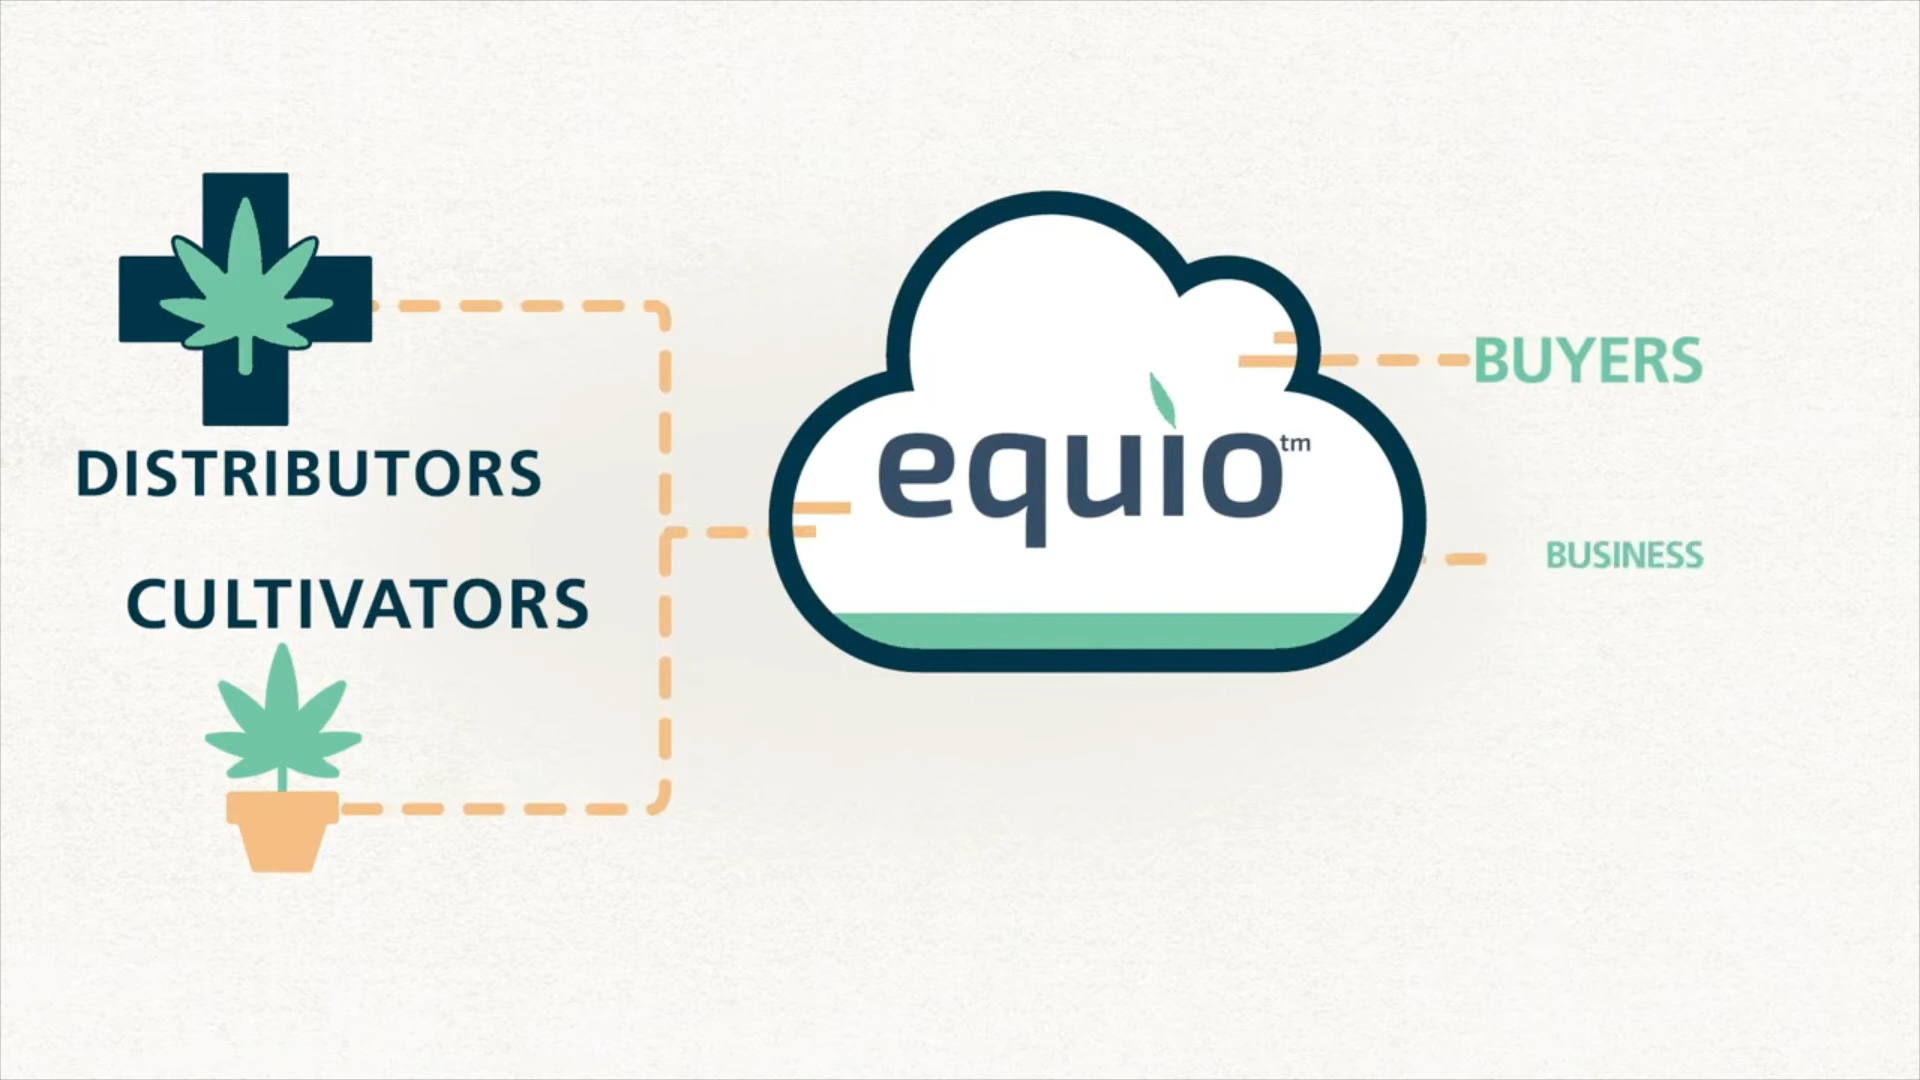 DISTRIBUTORS
CULTIVATORS
equio™
BUYERS
BUSINESS